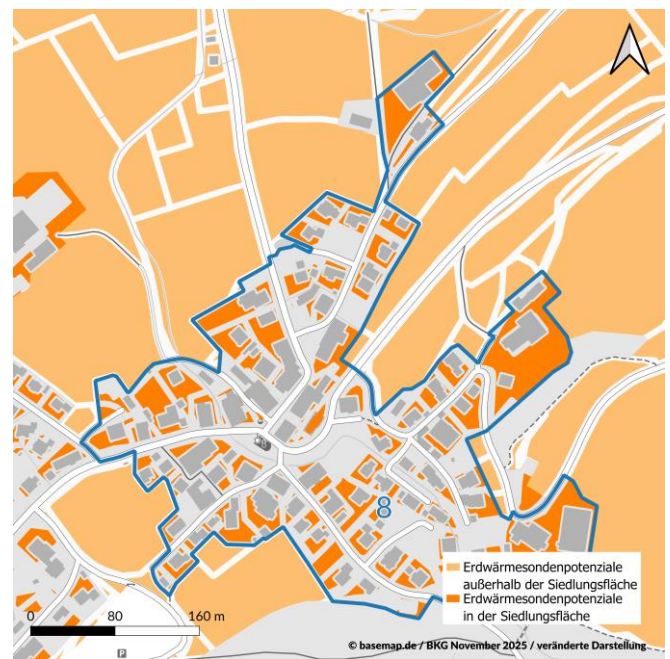 8
Erdwärmesondenpotenziale
außerhalb der Siedlungsfläche
Erdwärmesondenpotenziale
in der Siedlungsfläche
0 80 160 m
© basemap.de / BKG November 2025 / veränderte Darstellung
P